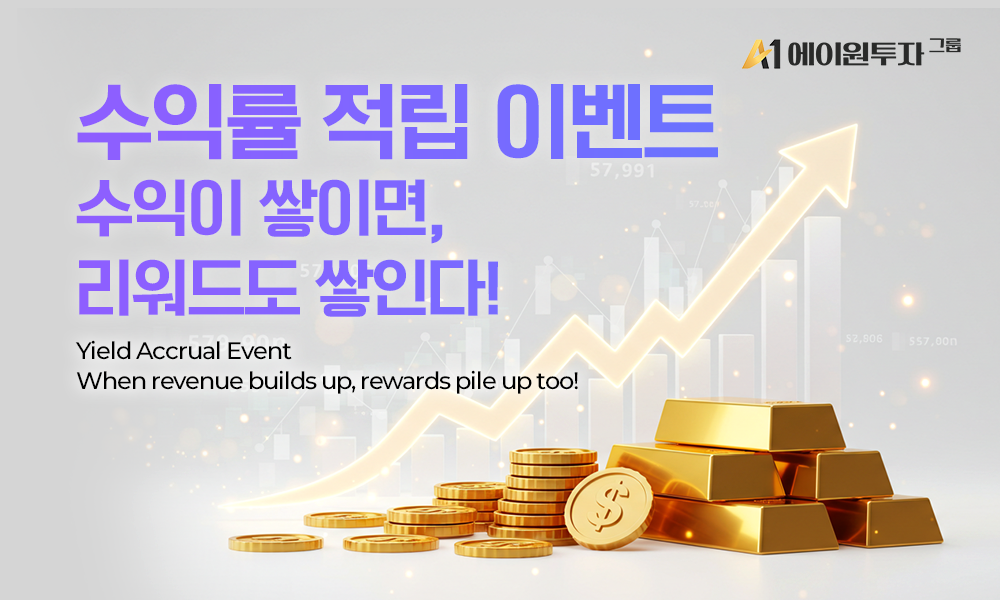 A1 에이원투자그룹
수익률 적립 이벤트
57,991
수익이 쌓이면,
리워드도 쌓인다!
Yield Accrual Event
When revenue builds up, rewards pile up too!